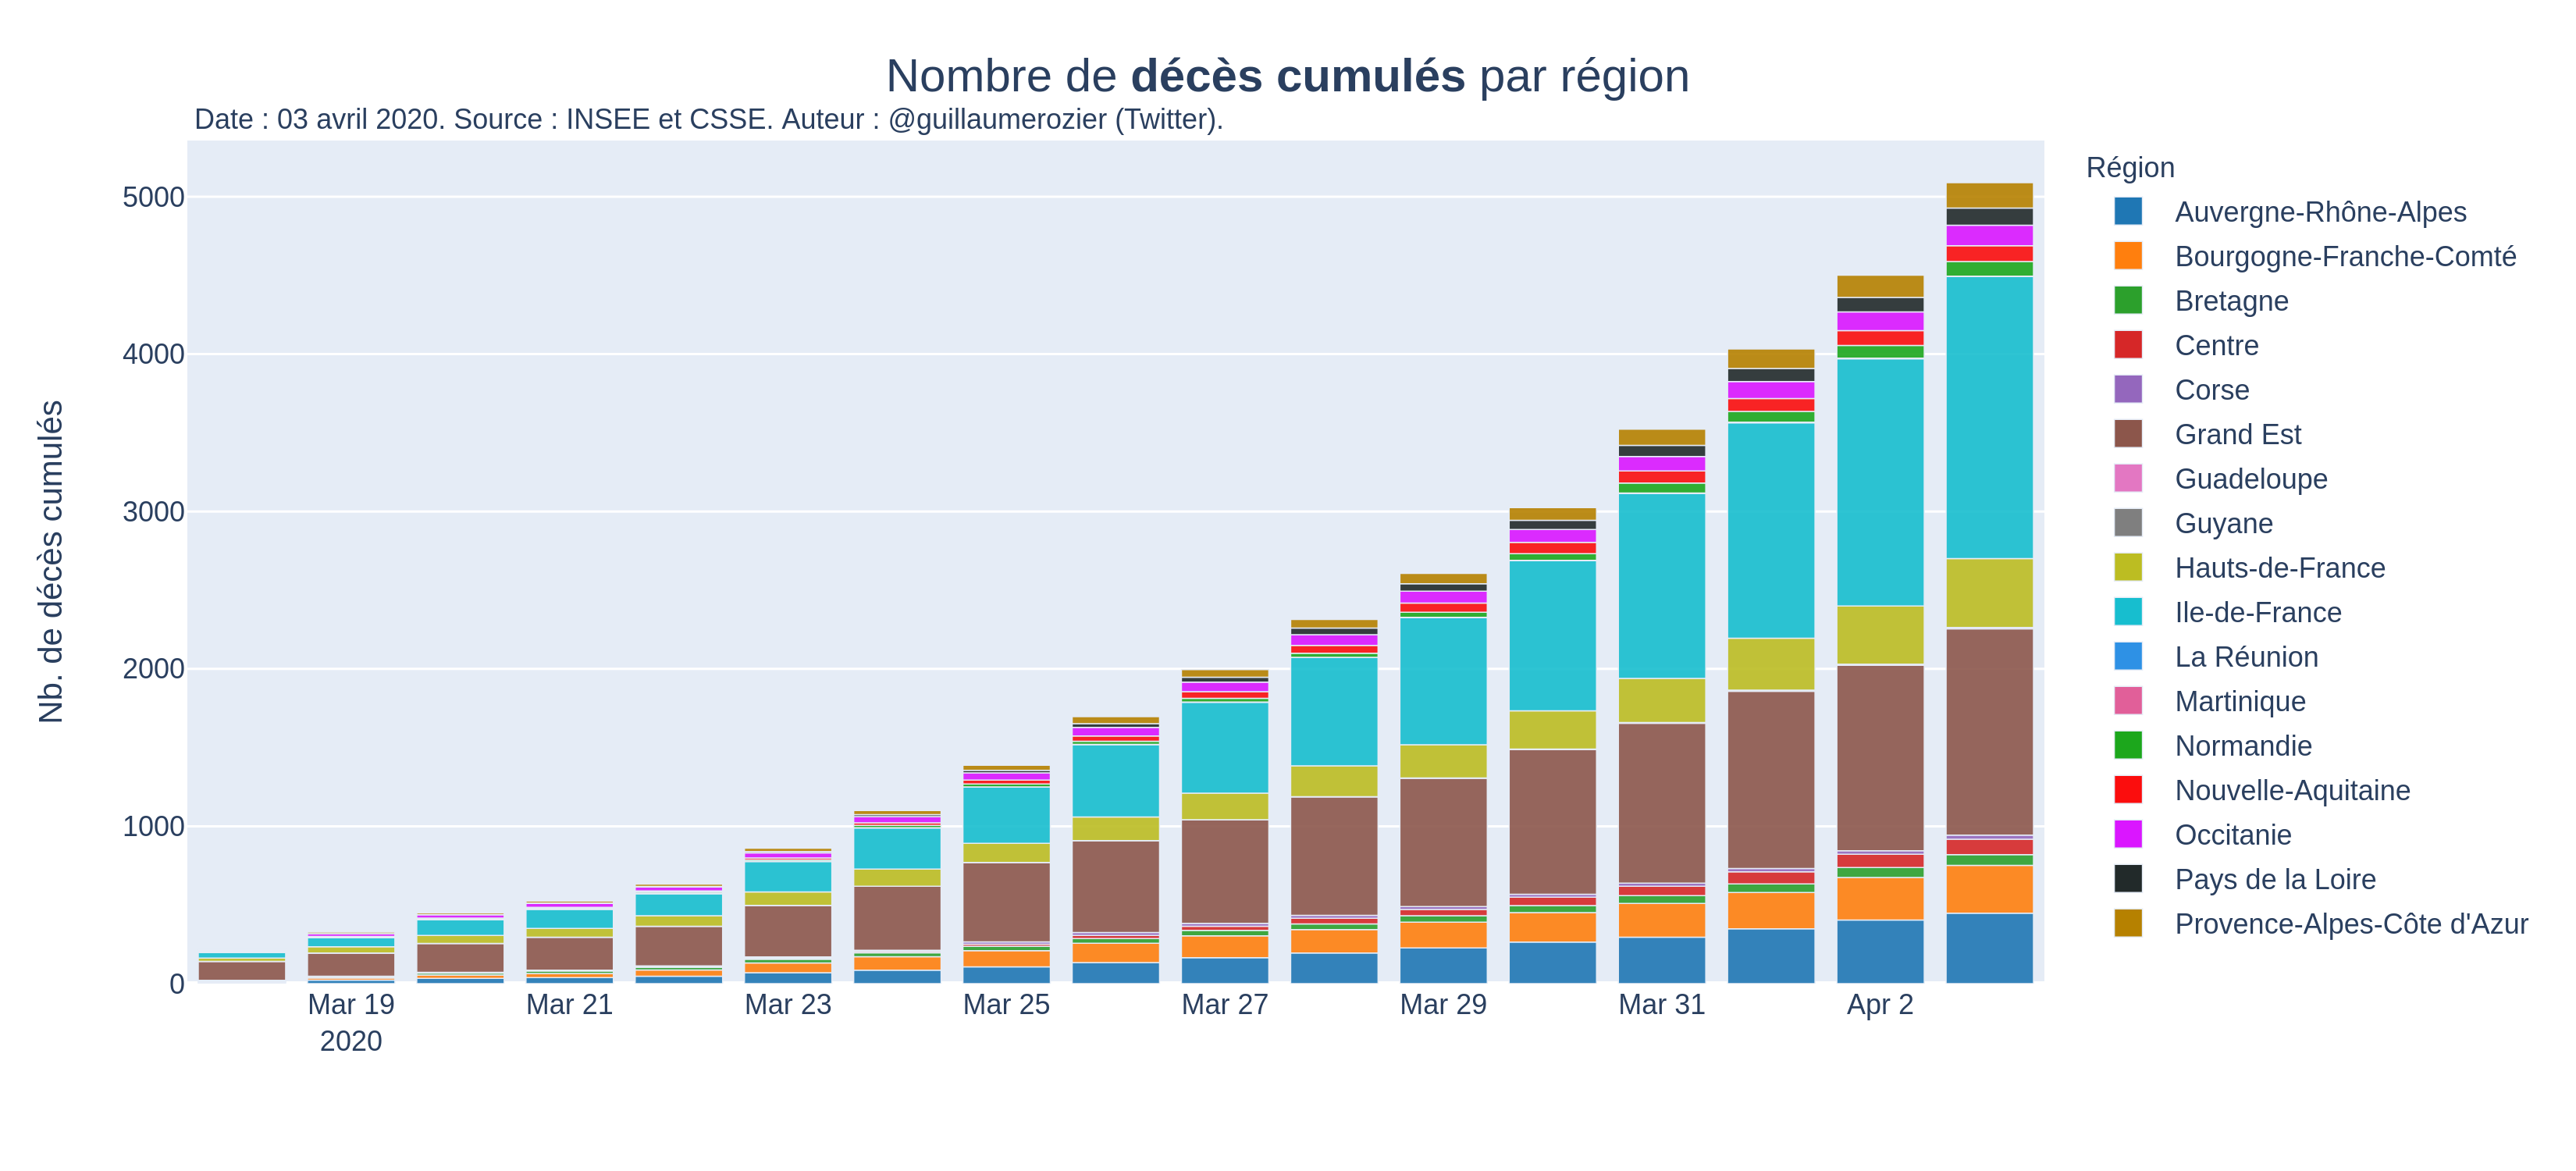 Nombre de décès cumulés par région
Date : 03 avril 2020. Source : INSEE et CSSE. Auteur : @guillaumerozier (Twitter).
Nb. de décès cumulés
5000
4000
3000
2000
1000
0
Mar 19
2020
Mar 21
Mar 23
Mar 25
Mar 27
Mar 29
Mar 31
Apr 2
Région
Auvergne-Rhône-Alpes
Bourgogne-Franche-Comté
Bretagne
Centre
Corse
Grand Est
Guadeloupe
Guyane
Hauts-de-France
Ile-de-France
La Réunion
Martinique
Normandie
Nouvelle-Aquitaine
Occitanie
Pays de la Loire
Provence-Alpes-Côte d'Azur